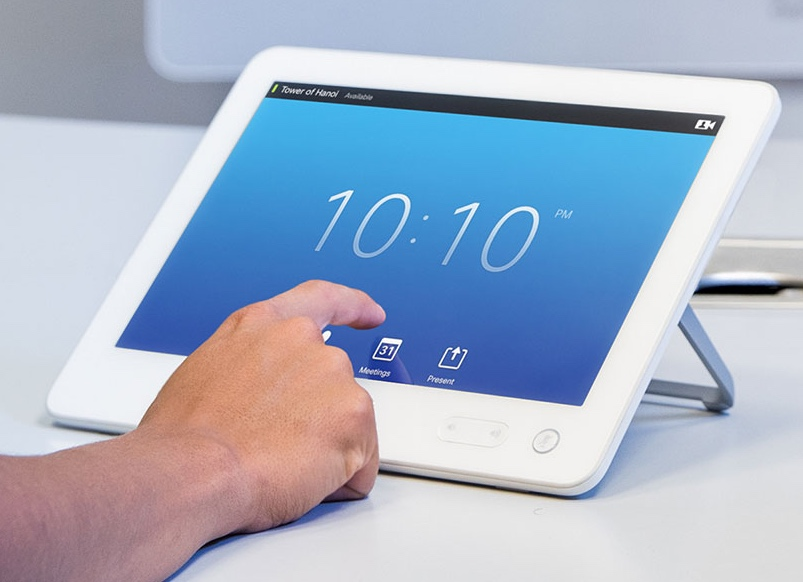 Tower of Hanoi Available
10:10 PM
31
Meetings Present